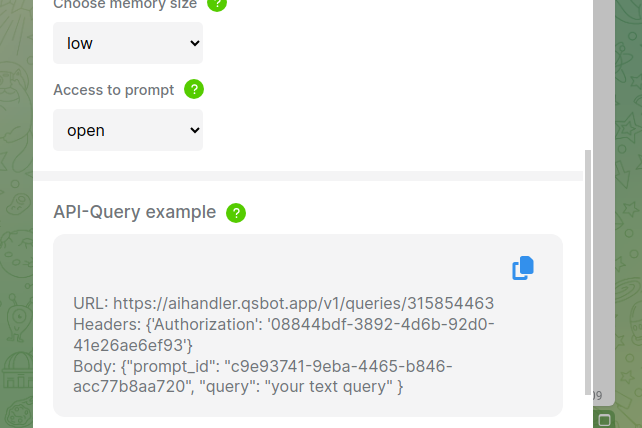 Choose memory size ?
low
Access to prompt ?
open
API-Query example ?
URL: https://aihandler.qsbot.app/v1/queries/315854463
Headers: {'Authorization': '08844bdf-3892-4d6b-92d0-
41e26ae6ef93'}
Body: {"prompt_id": "c9e93741-9eba-4465-b846-
acc77b8aa720", "query": "your text query" }